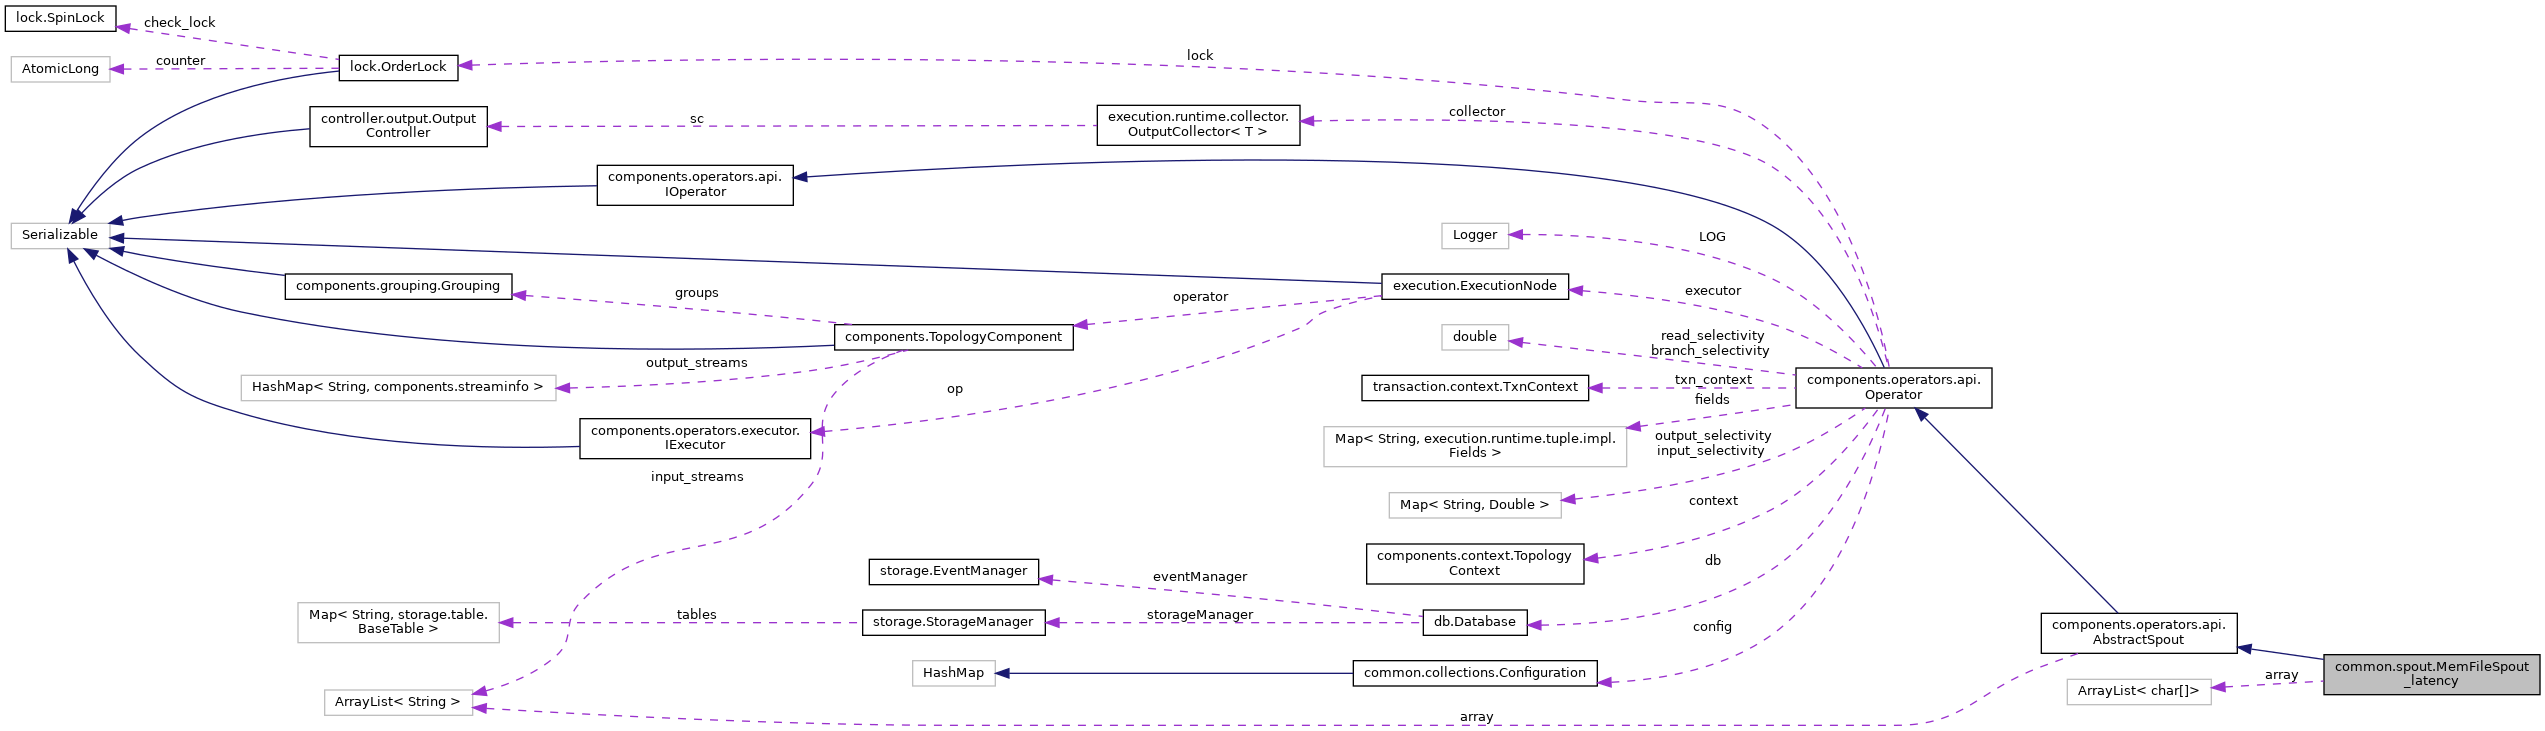 lock.SpinLock
check_lock
AtomicLong
counter
lock.OrderLock
lock
controller.output.Output
Controller
sc
execution.runtime.collector.
OutputCollector< T >
collector
components.operators.api.
IOperator
Serializable
Logger
LOG
components.grouping.Grouping
groups
operator
execution.ExecutionNode
executor
components.TopologyComponent
double
read_selectivity
branch_selectivity
output_streams
HashMap< String, components.streaminfo >
op
transaction.context.TxnContext
txn_context
components.operators.api.
Operator
fields
components.operators.executor.
IExecutor
Map< String, execution.runtime.tuple.impl.
Fields >
output_selectivity
input_selectivity
input_streams
Map< String, Double >
context
components.context.Topology
Context
db
storage.EventManager
eventManager
Map< String, storage.table.
BaseTable >
tables
storage.StorageManager
storageManager
db.Database
config
components.operators.api.
AbstractSpout
HashMap
common.collections.Configuration
common.spout.MemFileSpout
_latency
array
ArrayList< char[]>
ArrayList< String >
array